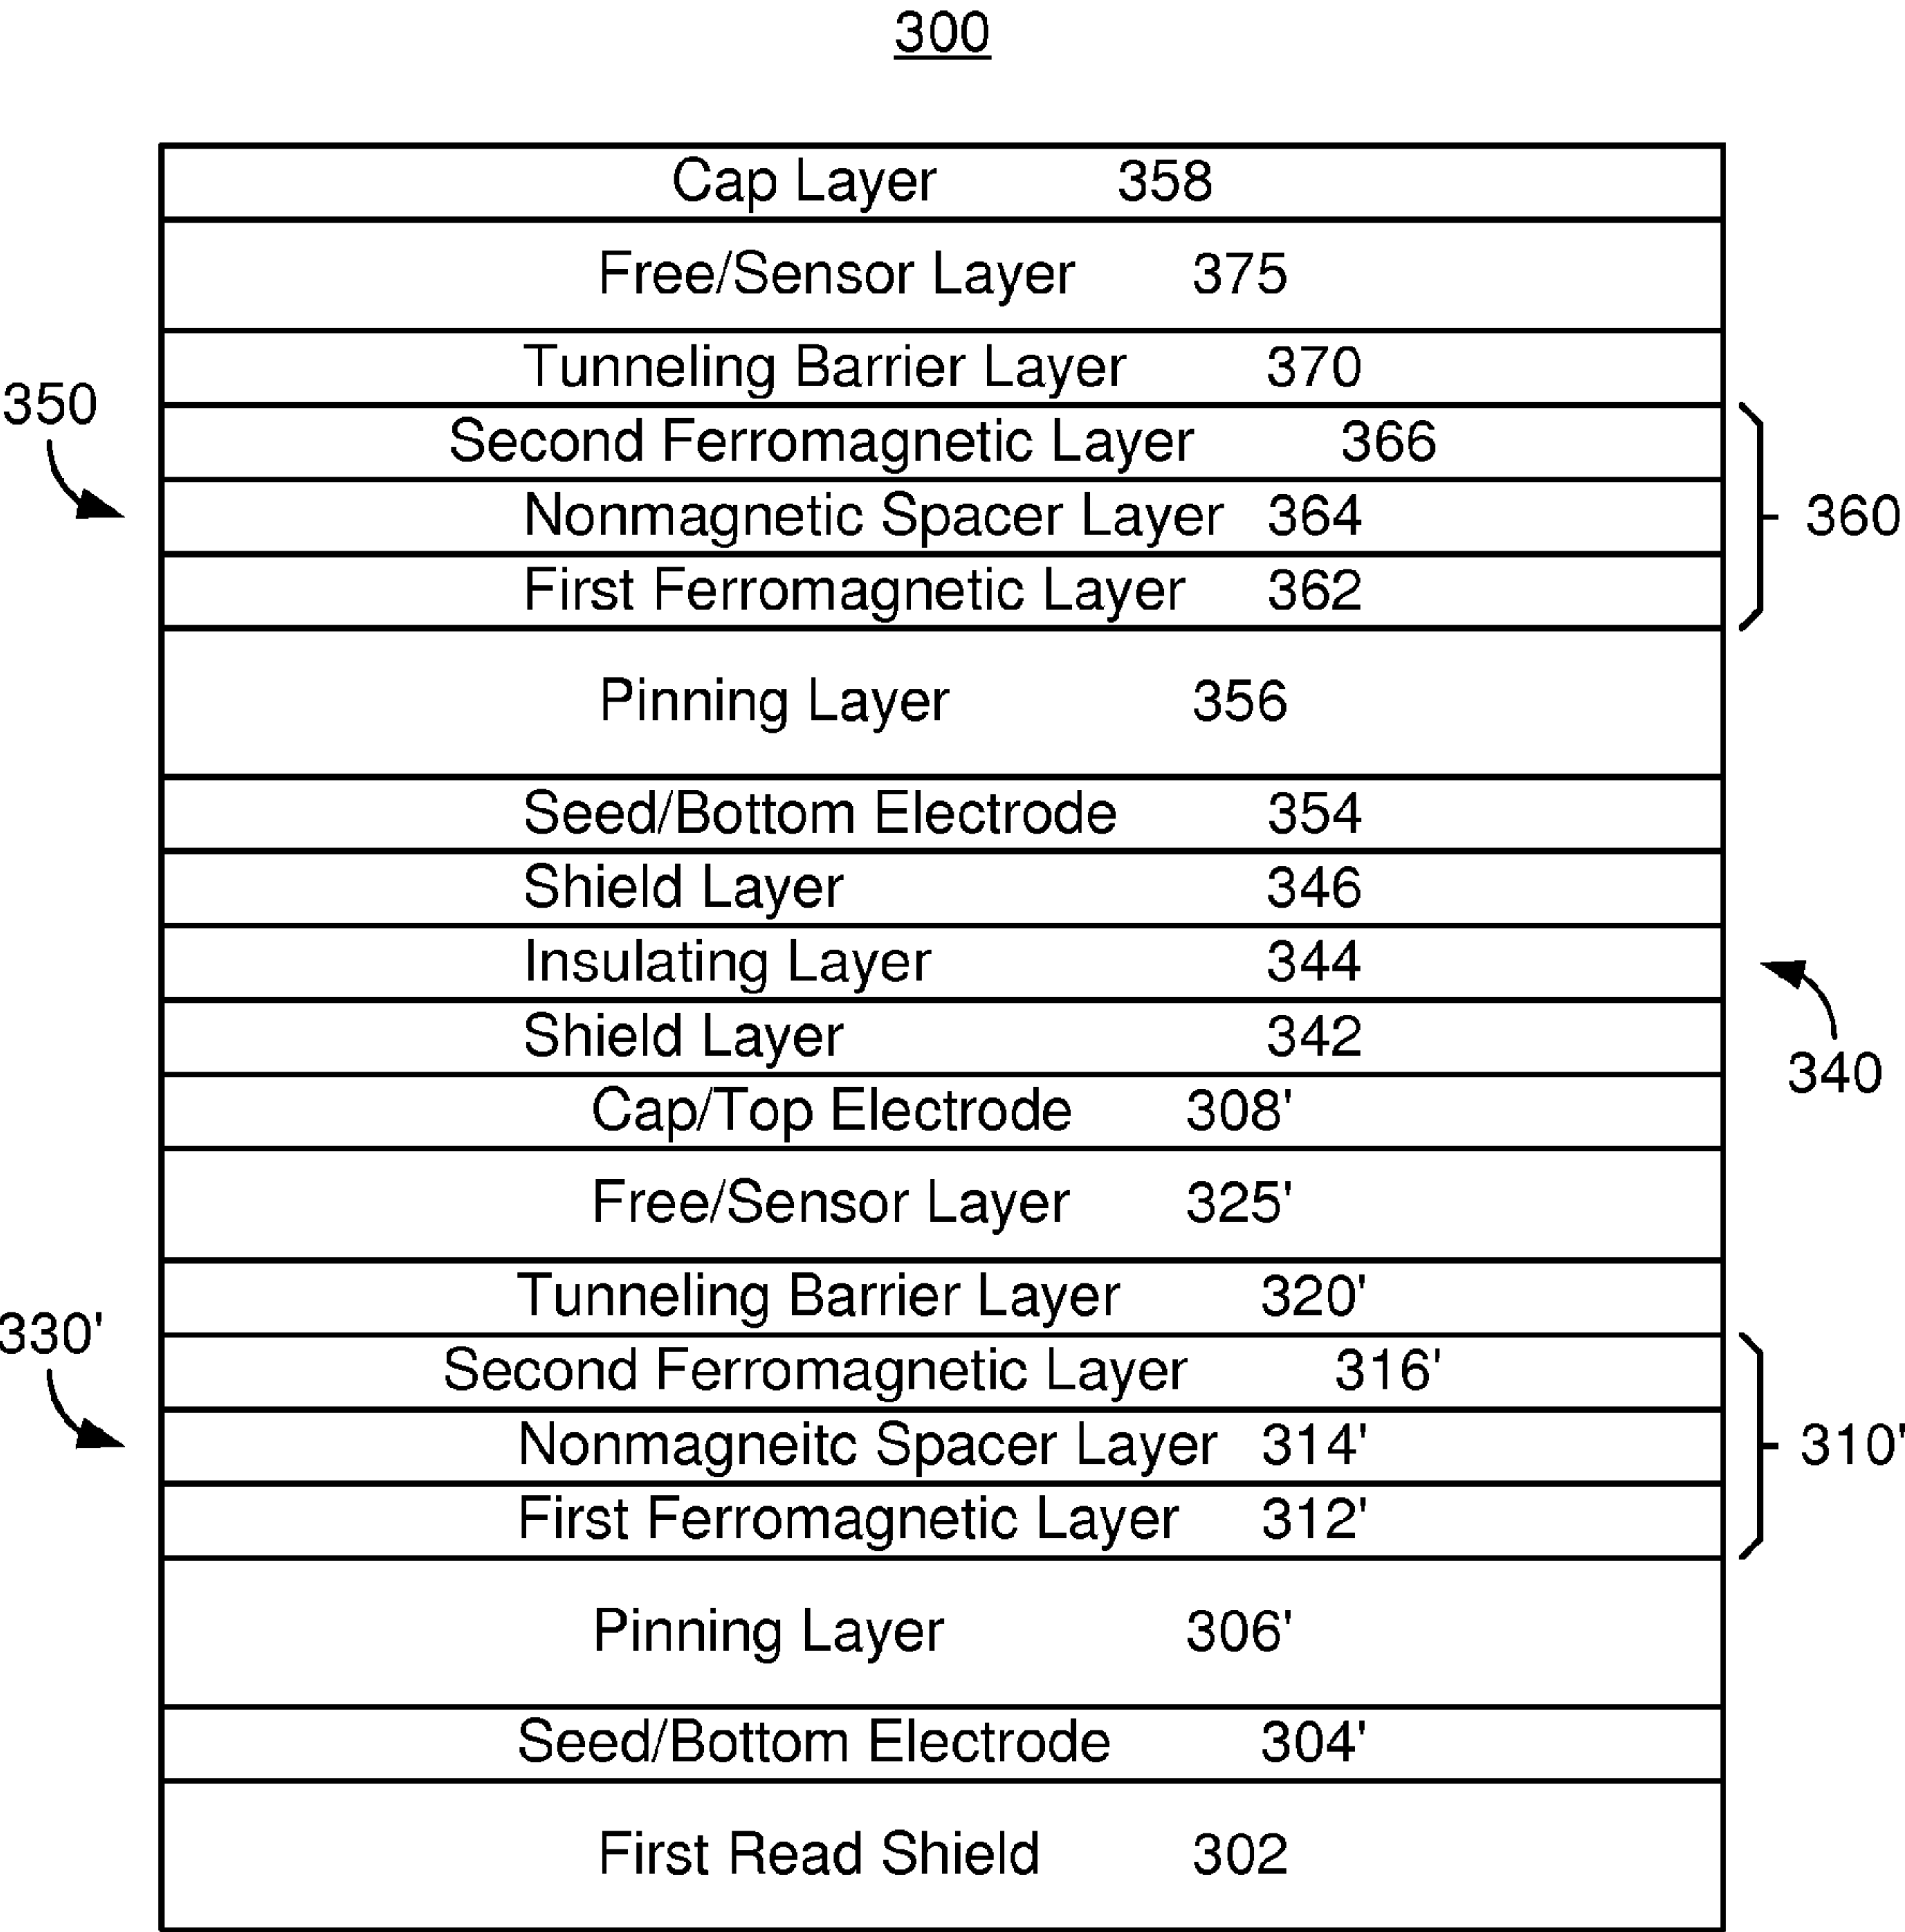 300
Cap Layer 358
Free/Sensor Layer 375
Tunneling Barrier Layer 370
350
Second Ferromagnetic Layer 366
Nonmagnetic Spacer Layer 364
360
First Ferromagnetic Layer 362
Pinning Layer 356
Seed/Bottom Electrode 354
Shield Layer 346
Insulating Layer 344
Shield Layer 342
340
Cap/Top Electrode 308'
Free/Sensor Layer 325'
Tunneling Barrier Layer 320'
330'
Second Ferromagnetic Layer 316'
Nonmagneitc Spacer Layer 314'
310'
First Ferromagnetic Layer 312'
Pinning Layer 306'
Seed/Bottom Electrode 304'
First Read Shield 302